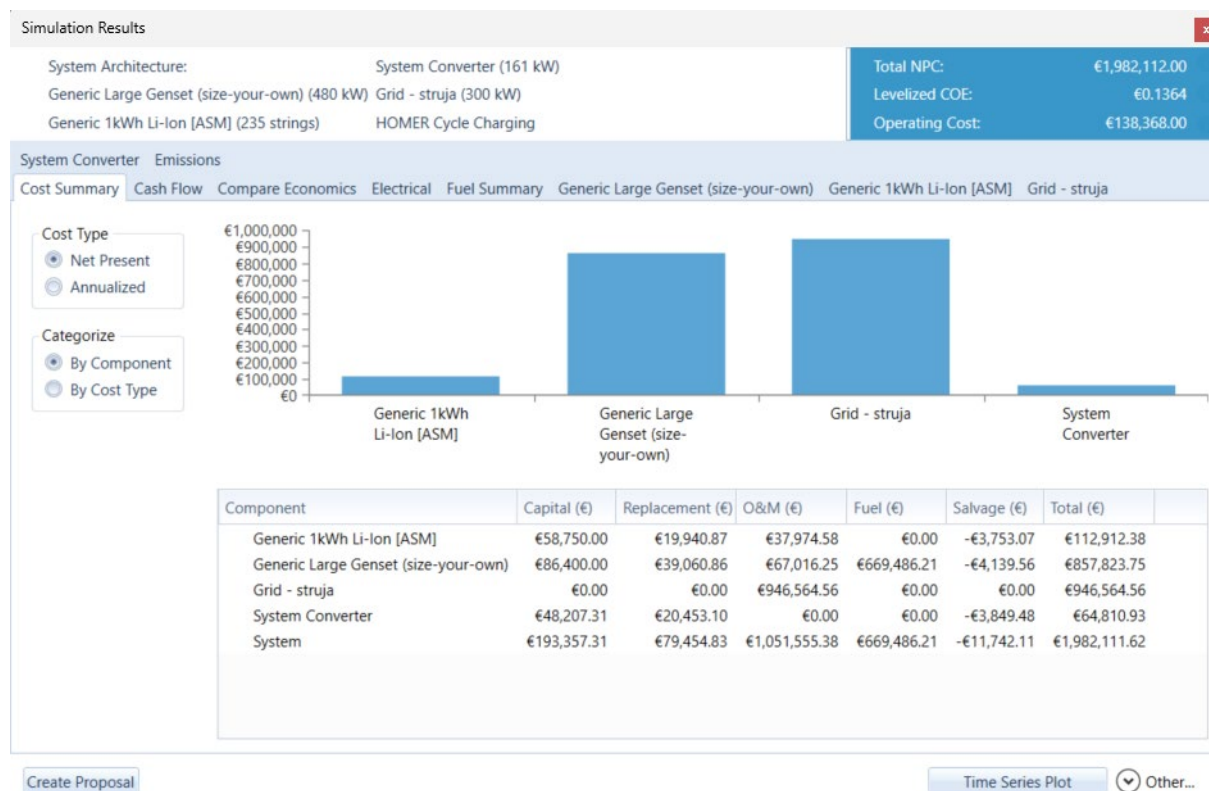 Simulation Results
x
System Architecture: System Converter (161 kW)
Generic Large Genset (size-your-own) (480 kW) Grid - struja (300 kW)
Generic 1kWh Li-Ion [ASM] (235 strings) HOMER Cycle Charging
Total NPC: €1,982,112.00
Levelized COE: €0.1364
Operating Cost: €138,368.00
System Converter Emissions
Cost Summary Cash Flow Compare Economics Electrical Fuel Summary Generic Large Genset (size-your-own) Generic 1kWh Li-Ion [ASM] Grid - struja
Cost Type
Net Present
Annualized
Categorize
By Component
By Cost Type
€1,000,000
€900,000
€800,000
€700,000
€600,000
€500,000
€400,000
€300,000
€200,000
€100,000
€0
Generic 1kWh
Li-Ion [ASM]
Generic Large
Genset (size-
your-own)
Grid - struja
System
Converter
Component Capital (€) Replacement (€) O&M (€) Fuel (€) Salvage (€) Total (€)
Generic 1kWh Li-Ion [ASM] €58,750.00 €19,940.87 €37,974.58 €0.00 -€3,753.07 €112,912.38
Generic Large Genset (size-your-own) €86,400.00 €39,060.86 €67,016.25 €669,486.21 -€4,139.56 €857,823.75
Grid - struja €0.00 €0.00 €946,564.56 €0.00 €0.00 €946,564.56
System Converter €48,207.31 €20,453.10 €0.00 €0.00 -€3,849.48 €64,810.93
System €193,357.31 €79,454.83 €1,051,555.38 €669,486.21 -€11,742.11 €1,982,111.62
Create Proposal
Time Series Plot
Other...